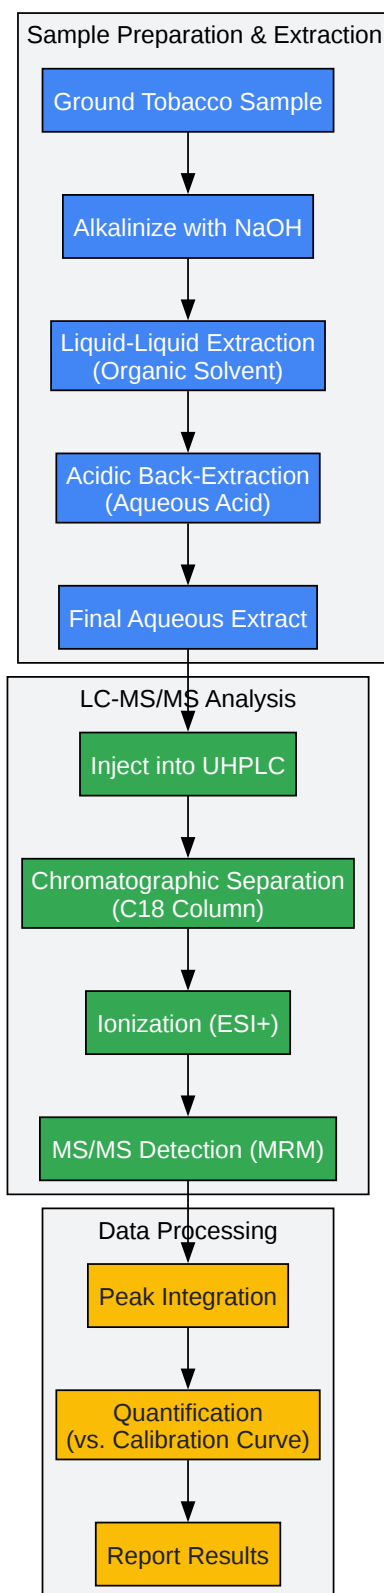 Sample Preparation & Extraction
Ground Tobacco Sample
Alkalinize with NaOH
Liquid-Liquid Extraction
(Organic Solvent)
Acidic Back-Extraction
(Aqueous Acid)
Final Aqueous Extract
LC-MS/MS Analysis
Inject into UHPLC
Chromatographic Separation
(C18 Column)
Ionization (ESI+)
MS/MS Detection (MRM)
Data Processing
Peak Integration
Quantification
(vs. Calibration Curve)
Report Results